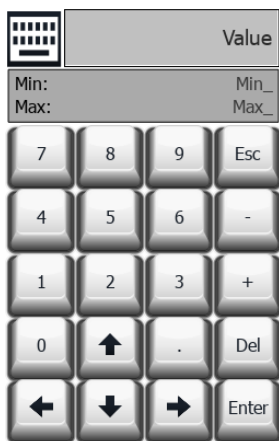 Value
Min: Min_
Max: Max_
7 8 9 Esc
4 5 6 -
1 2 3 +
0 . Del
Enter